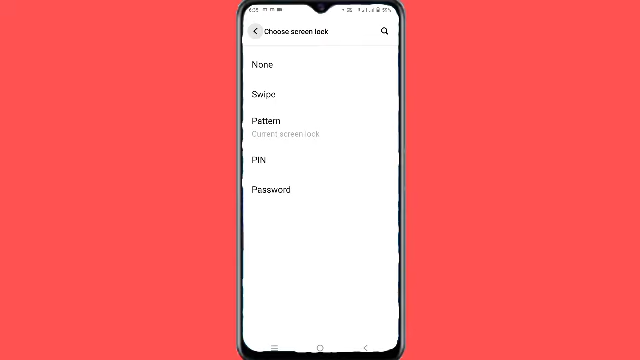 Choose screen lock
None
Swipe
Pattern
Current screen lock
PIN
Password